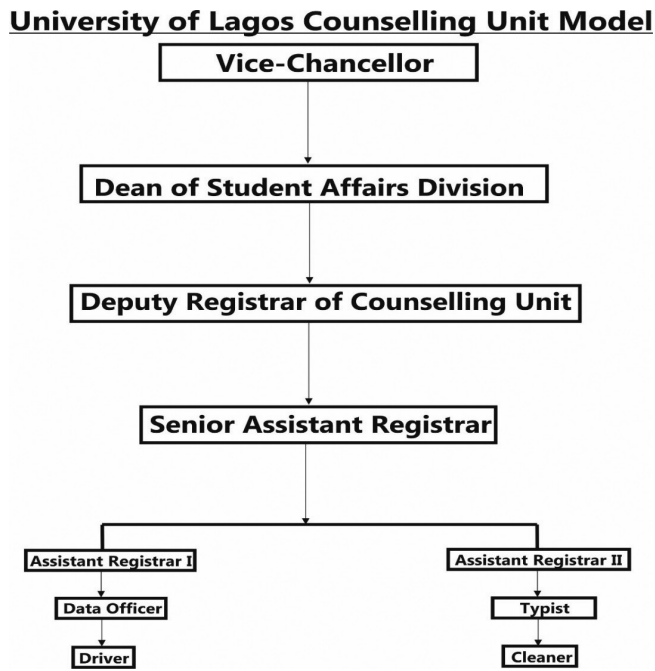 University of Lagos Counselling Unit Model
Vice-Chancellor
Dean of Student Affairs Division
Deputy Registrar of Counselling Unit
Senior Assistant Registrar
Assistant Registrar I
Assistant Registrar II
Data Officer
Typist
Driver
Cleaner